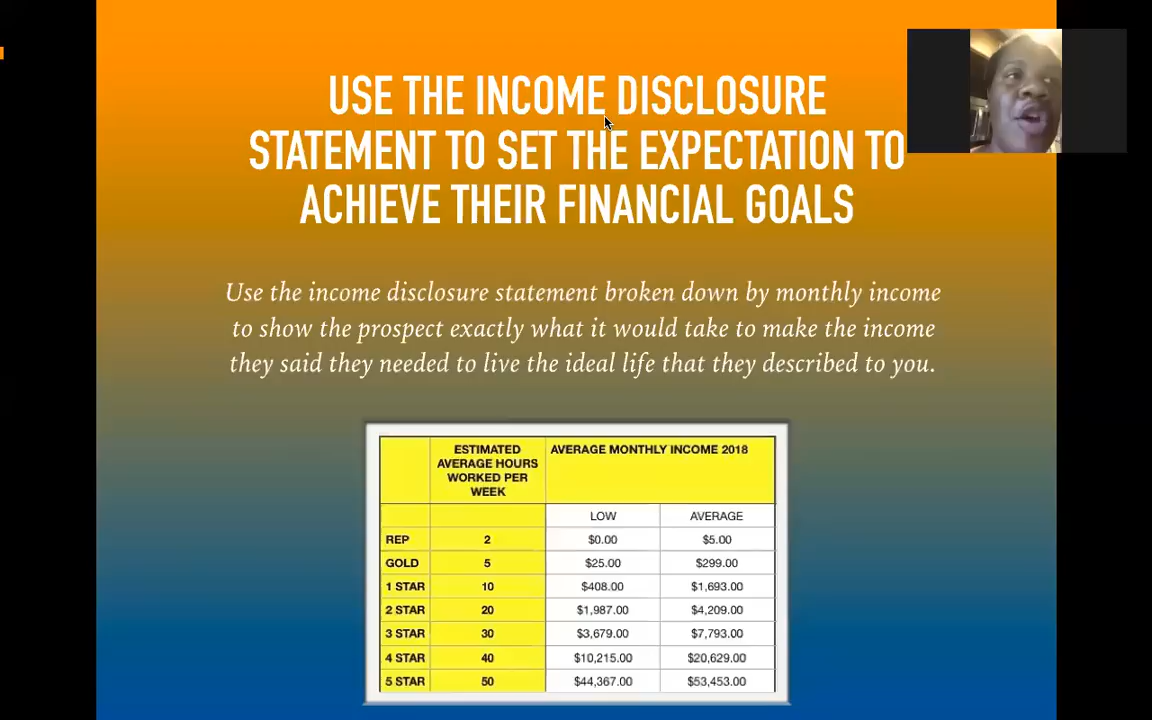 USE THE INCOME DISCLOSURE
STATEMENT TO SET THE EXPECTATION TO
ACHIEVE THEIR FINANCIAL GOALS
Use the income disclosure statement broken down by monthly income
to show the prospect exactly what it would take to make the income
they said they needed to live the ideal life that they described to you.
ESTIMATED AVERAGE HOURS WORKED PER WEEK AVERAGE MONTHLY INCOME 2018
LOW AVERAGE
REP 2 $0.00 $5.00
GOLD 5 $25.00 $299.00
1 STAR 10 $408.00 $1,693.00
2 STAR 20 $1,987.00 $4,209.00
3 STAR 30 $3,679.00 $7,793.00
4 STAR 40 $10,215.00 $20,629.00
5 STAR 50 $44,367.00 $53,453.00